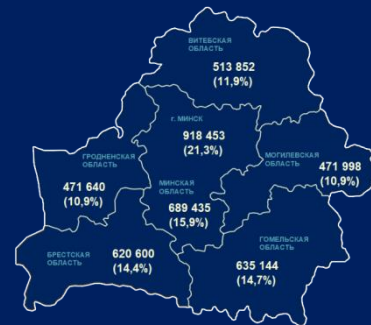 ВИТЕБСКАЯ
ОБЛАСТЬ
513 852
(11,9%)
г. МИНСК
918 453
(21,3%)
ГРОДНЕНСКАЯ
ОБЛАСТЬ
471 640
(10,9%)
МОГИЛЕВСКАЯ
ОБЛАСТЬ
471 998
(10,9%)
МИНСКАЯ
ОБЛАСТЬ
689 435
(15,9%)
БРЕСТСКАЯ
ОБЛАСТЬ
620 600
(14,4%)
ГОМЕЛЬСКАЯ
ОБЛАСТЬ
635 144
(14,7%)